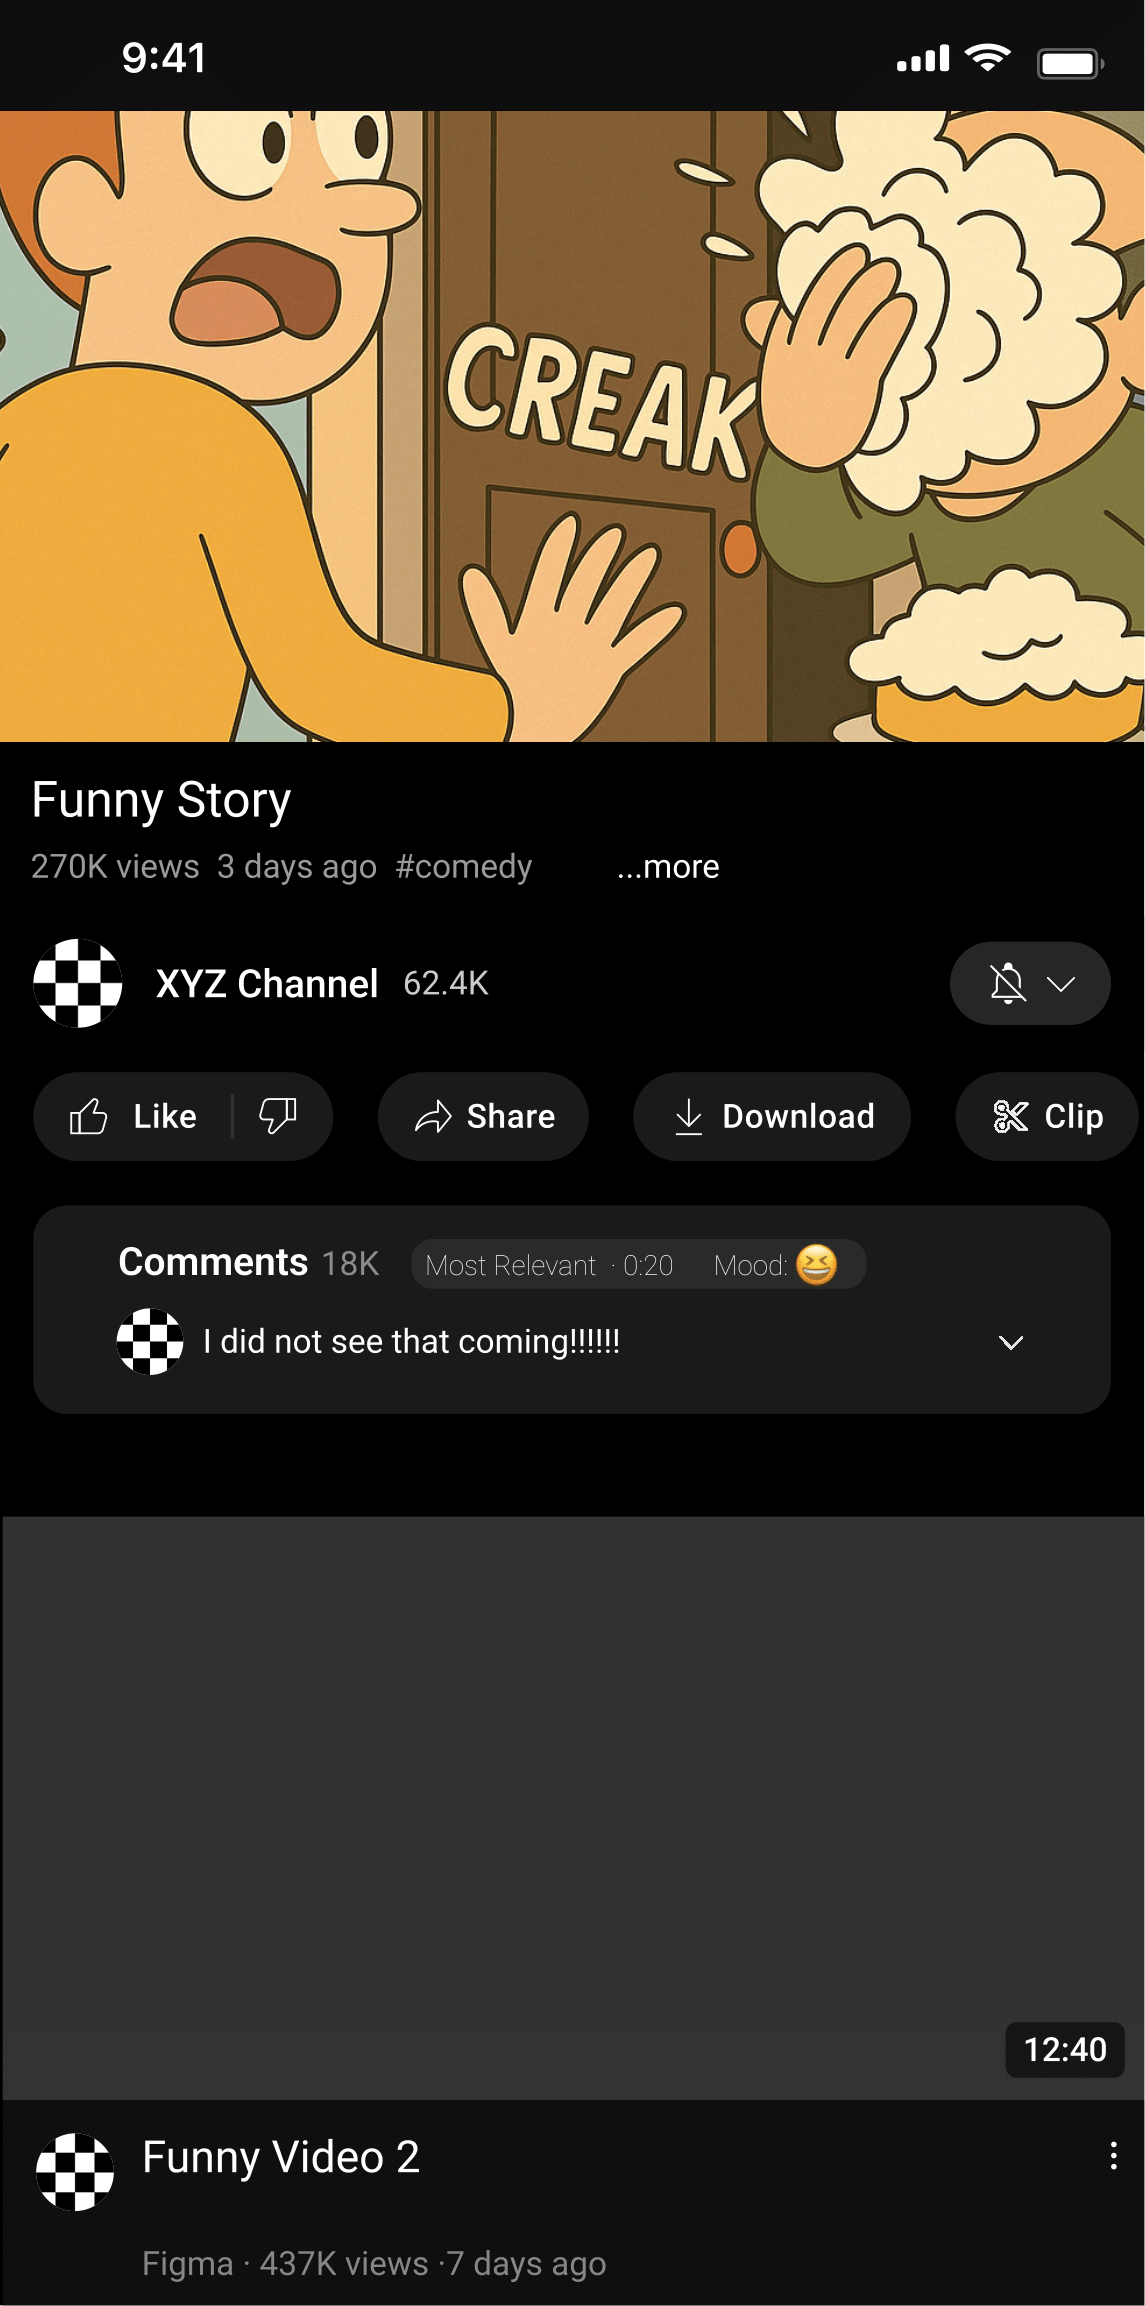 9:41
CREAK
Funny Story
270K views 3 days ago #comedy ...more
XYZ Channel 62.4K
Like Share Download Clip
Comments 18K Most Relevant · 0:20 Mood: 😆
I did not see that coming!!!!!!
12:40
Funny Video 2
Figma · 437K views ·7 days ago